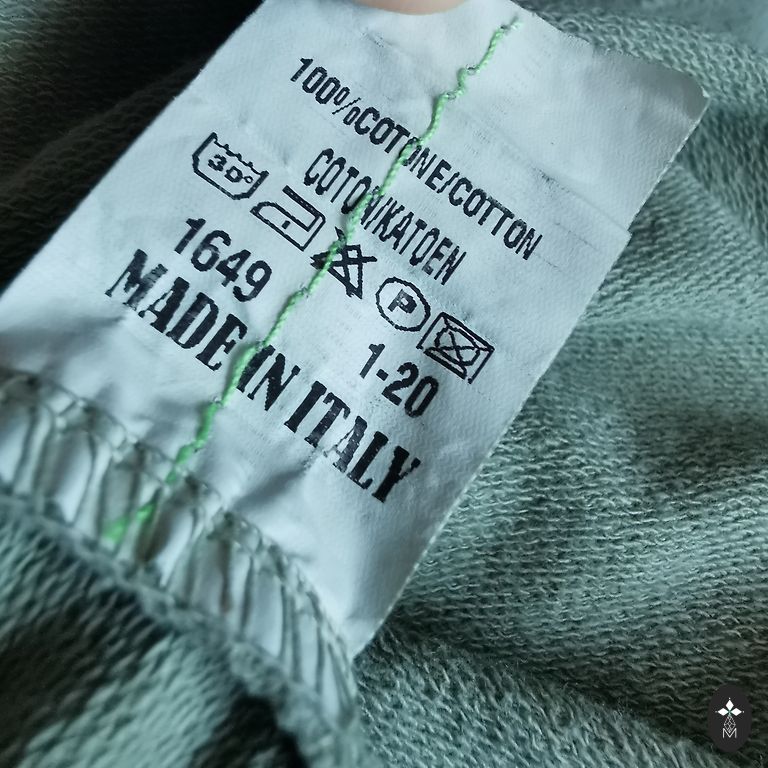 100%COTONE/COTTON
COTON/KATOEN
30°
P
1649
1-20
MADE IN ITALY
M